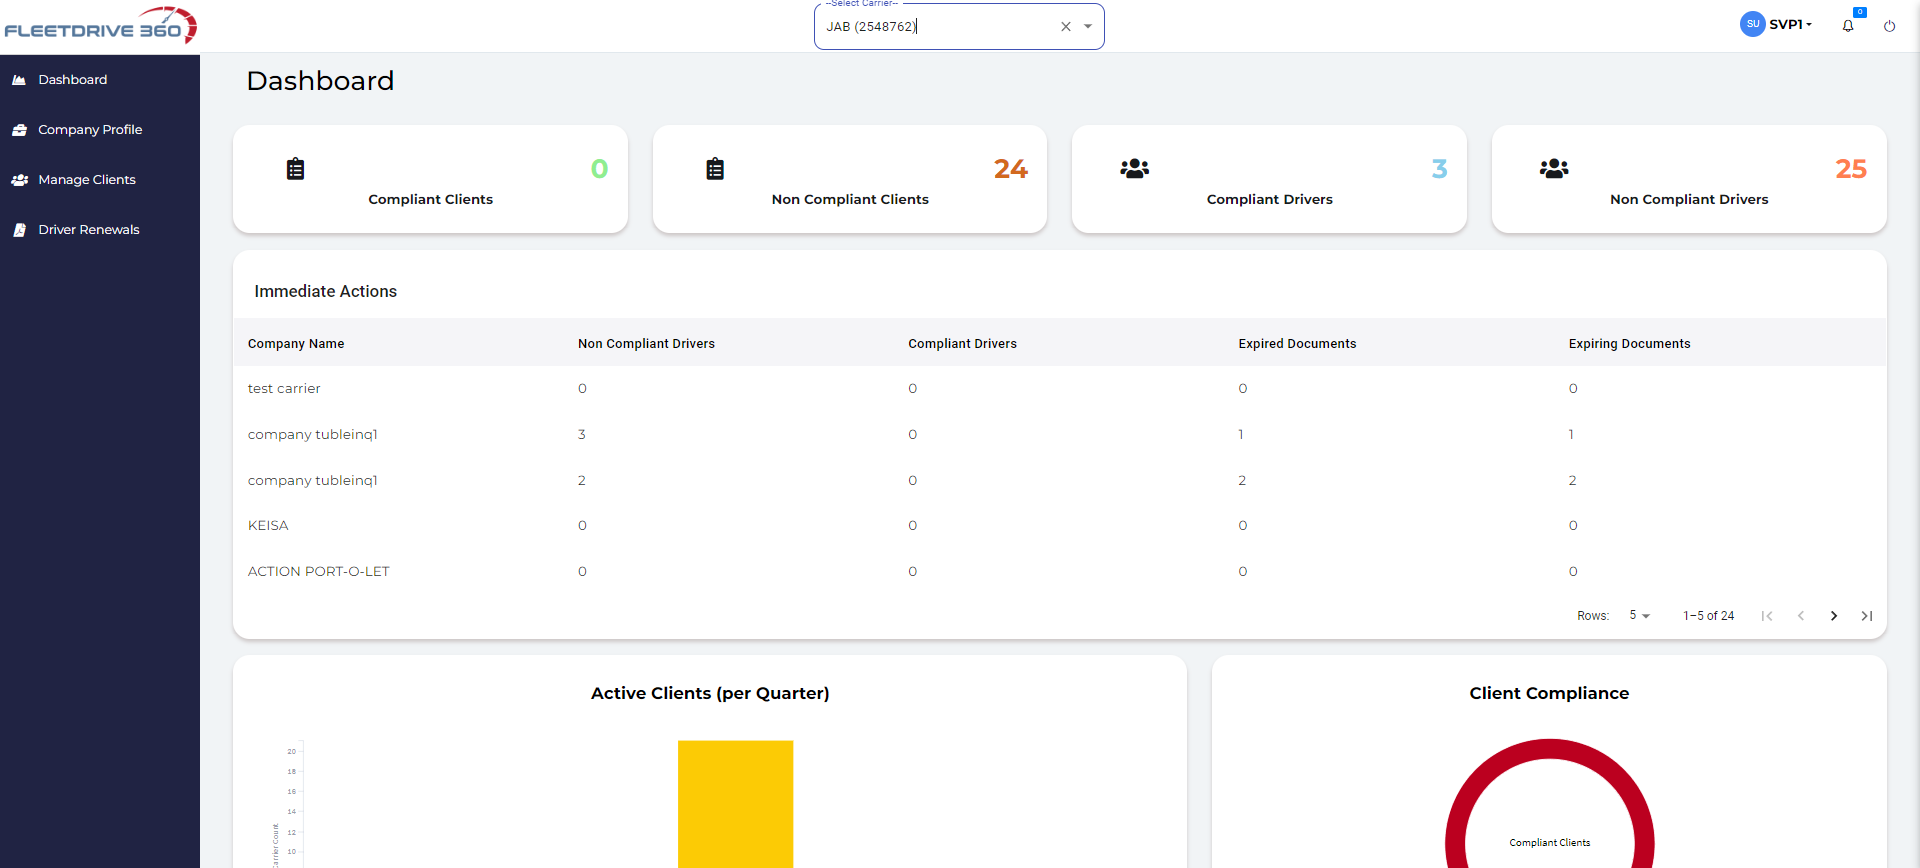 FLEETDRIVE 360
--Select Carrier--
JAB (2548762)
SU SVP1
0
Dashboard
Company Profile
Manage Clients
Driver Renewals
Dashboard
0
Compliant Clients
24
Non Compliant Clients
3
Compliant Drivers
25
Non Compliant Drivers
Immediate Actions
Company Name Non Compliant Drivers Compliant Drivers Expired Documents Expiring Documents
test carrier 0 0 0 0
company tubleinq1 3 0 1 1
company tubleinq1 2 0 2 2
KEISA 0 0 0 0
ACTION PORT-O-LET 0 0 0 0
Rows: 5 1–5 of 24
Active Clients (per Quarter)
20
18
16
14
12
10
Carrier Count
Client Compliance
Compliant Clients